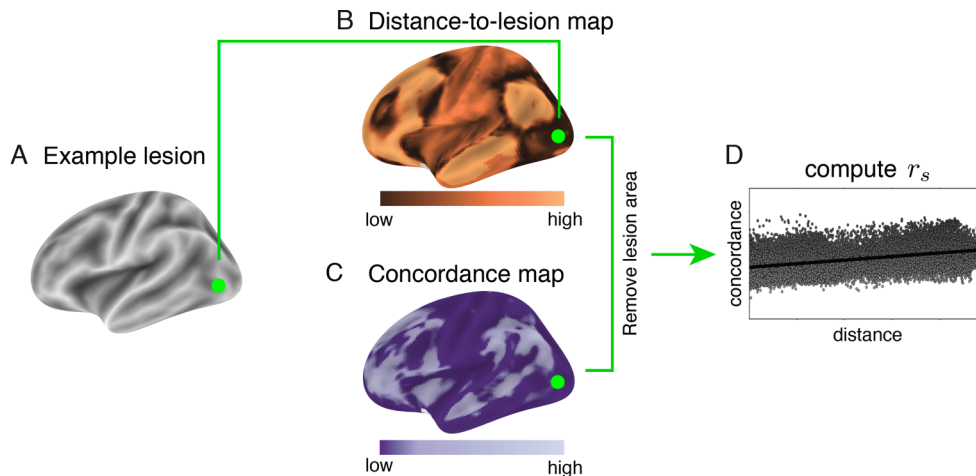 A Example lesion
B Distance-to-lesion map
low high
C Concordance map
low high
Remove lesion area
D
compute r_s
concordance
distance